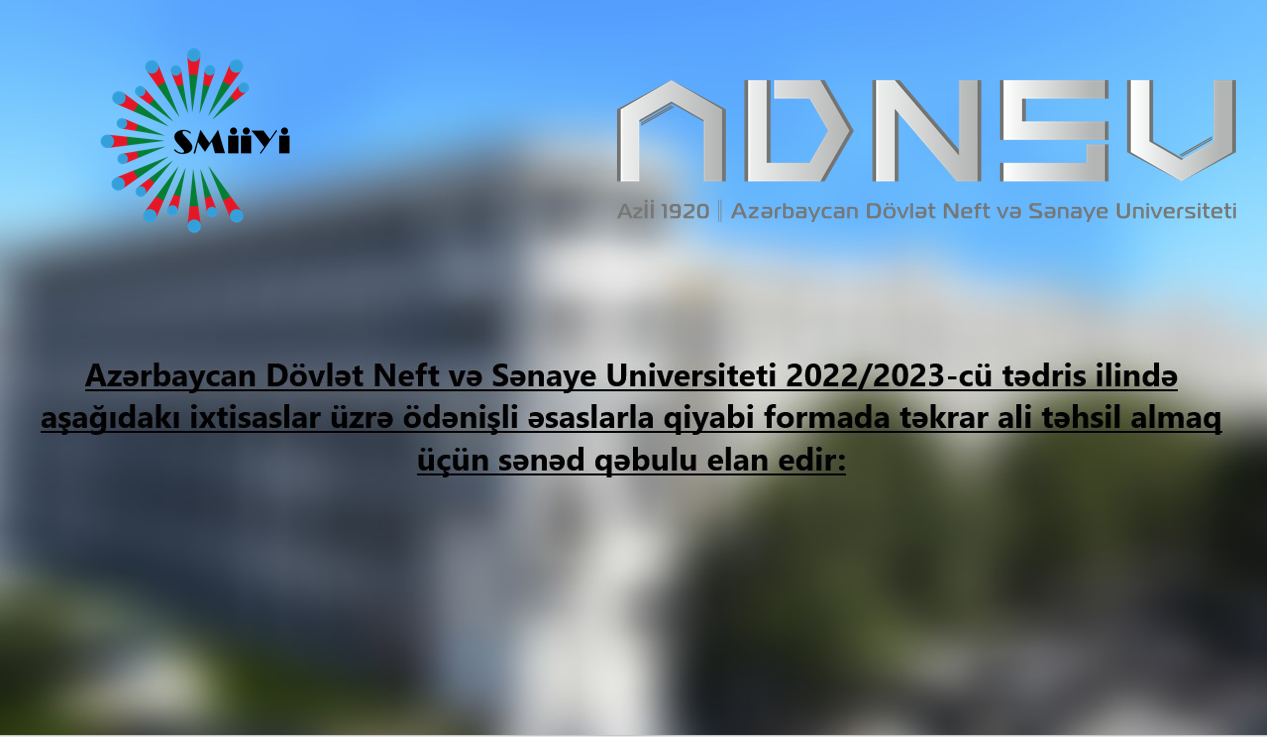 SMiiYi
ADNSU
Azİİ 1920 || Azərbaycan Dövlət Neft və Sənaye Universiteti
Azərbaycan Dövlət Neft və Sənaye Universiteti 2022/2023-cü tədris ilində
aşağıdakı ixtisaslar üzrə ödənişli əsaslarla qiyabi formada təkrar ali təhsil almaq
üçün sənəd qəbulu elan edir: